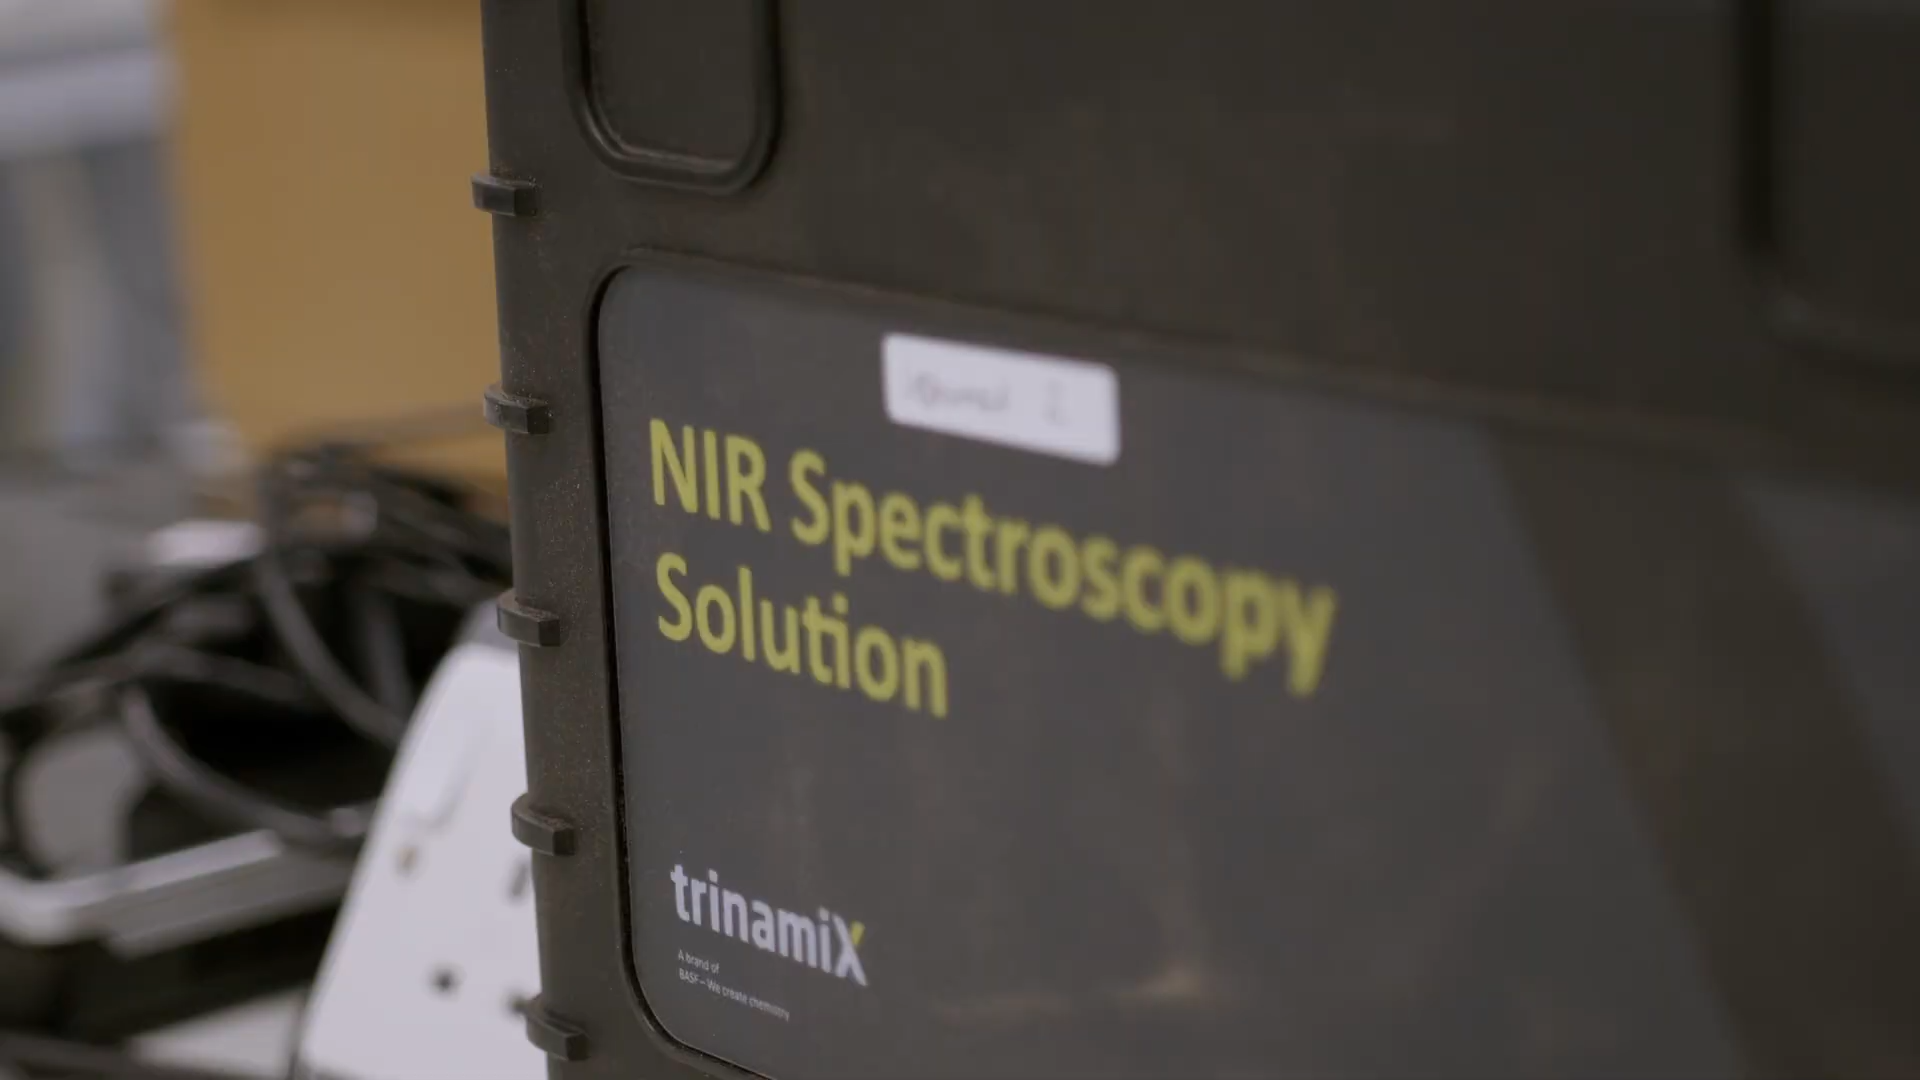 NIR Spectroscopy
Solution
trinamiX
A brand of
BASF – We create chemistry